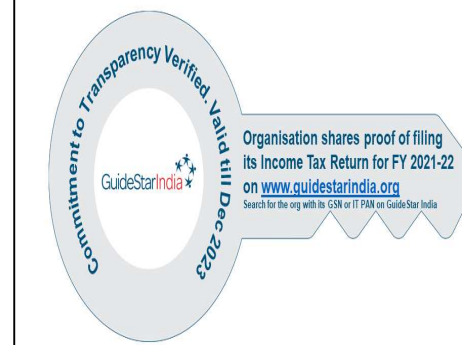 Commitment to Transparency Verified. Valid till Dec 2023
GuideStarIndia
Organisation shares proof of filing
its Income Tax Return for FY 2021-22
on www.guidestarindia.org
Search for the org with its GSN or IT PAN on GuideStar India